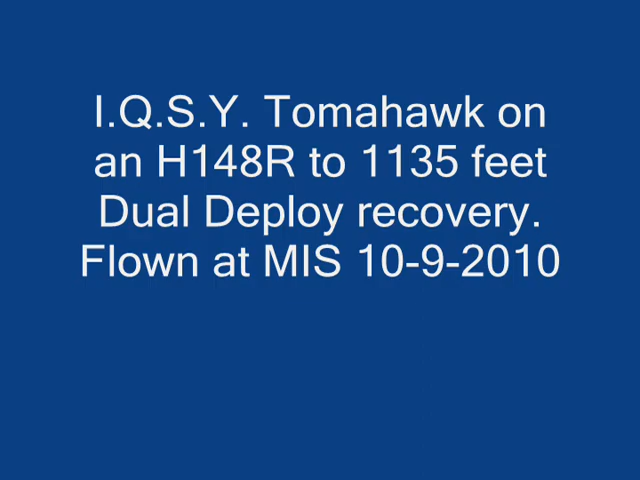 I.Q.S.Y. Tomahawk on
an H148R to 1135 feet
Dual Deploy recovery.
Flown at MIS 10-9-2010